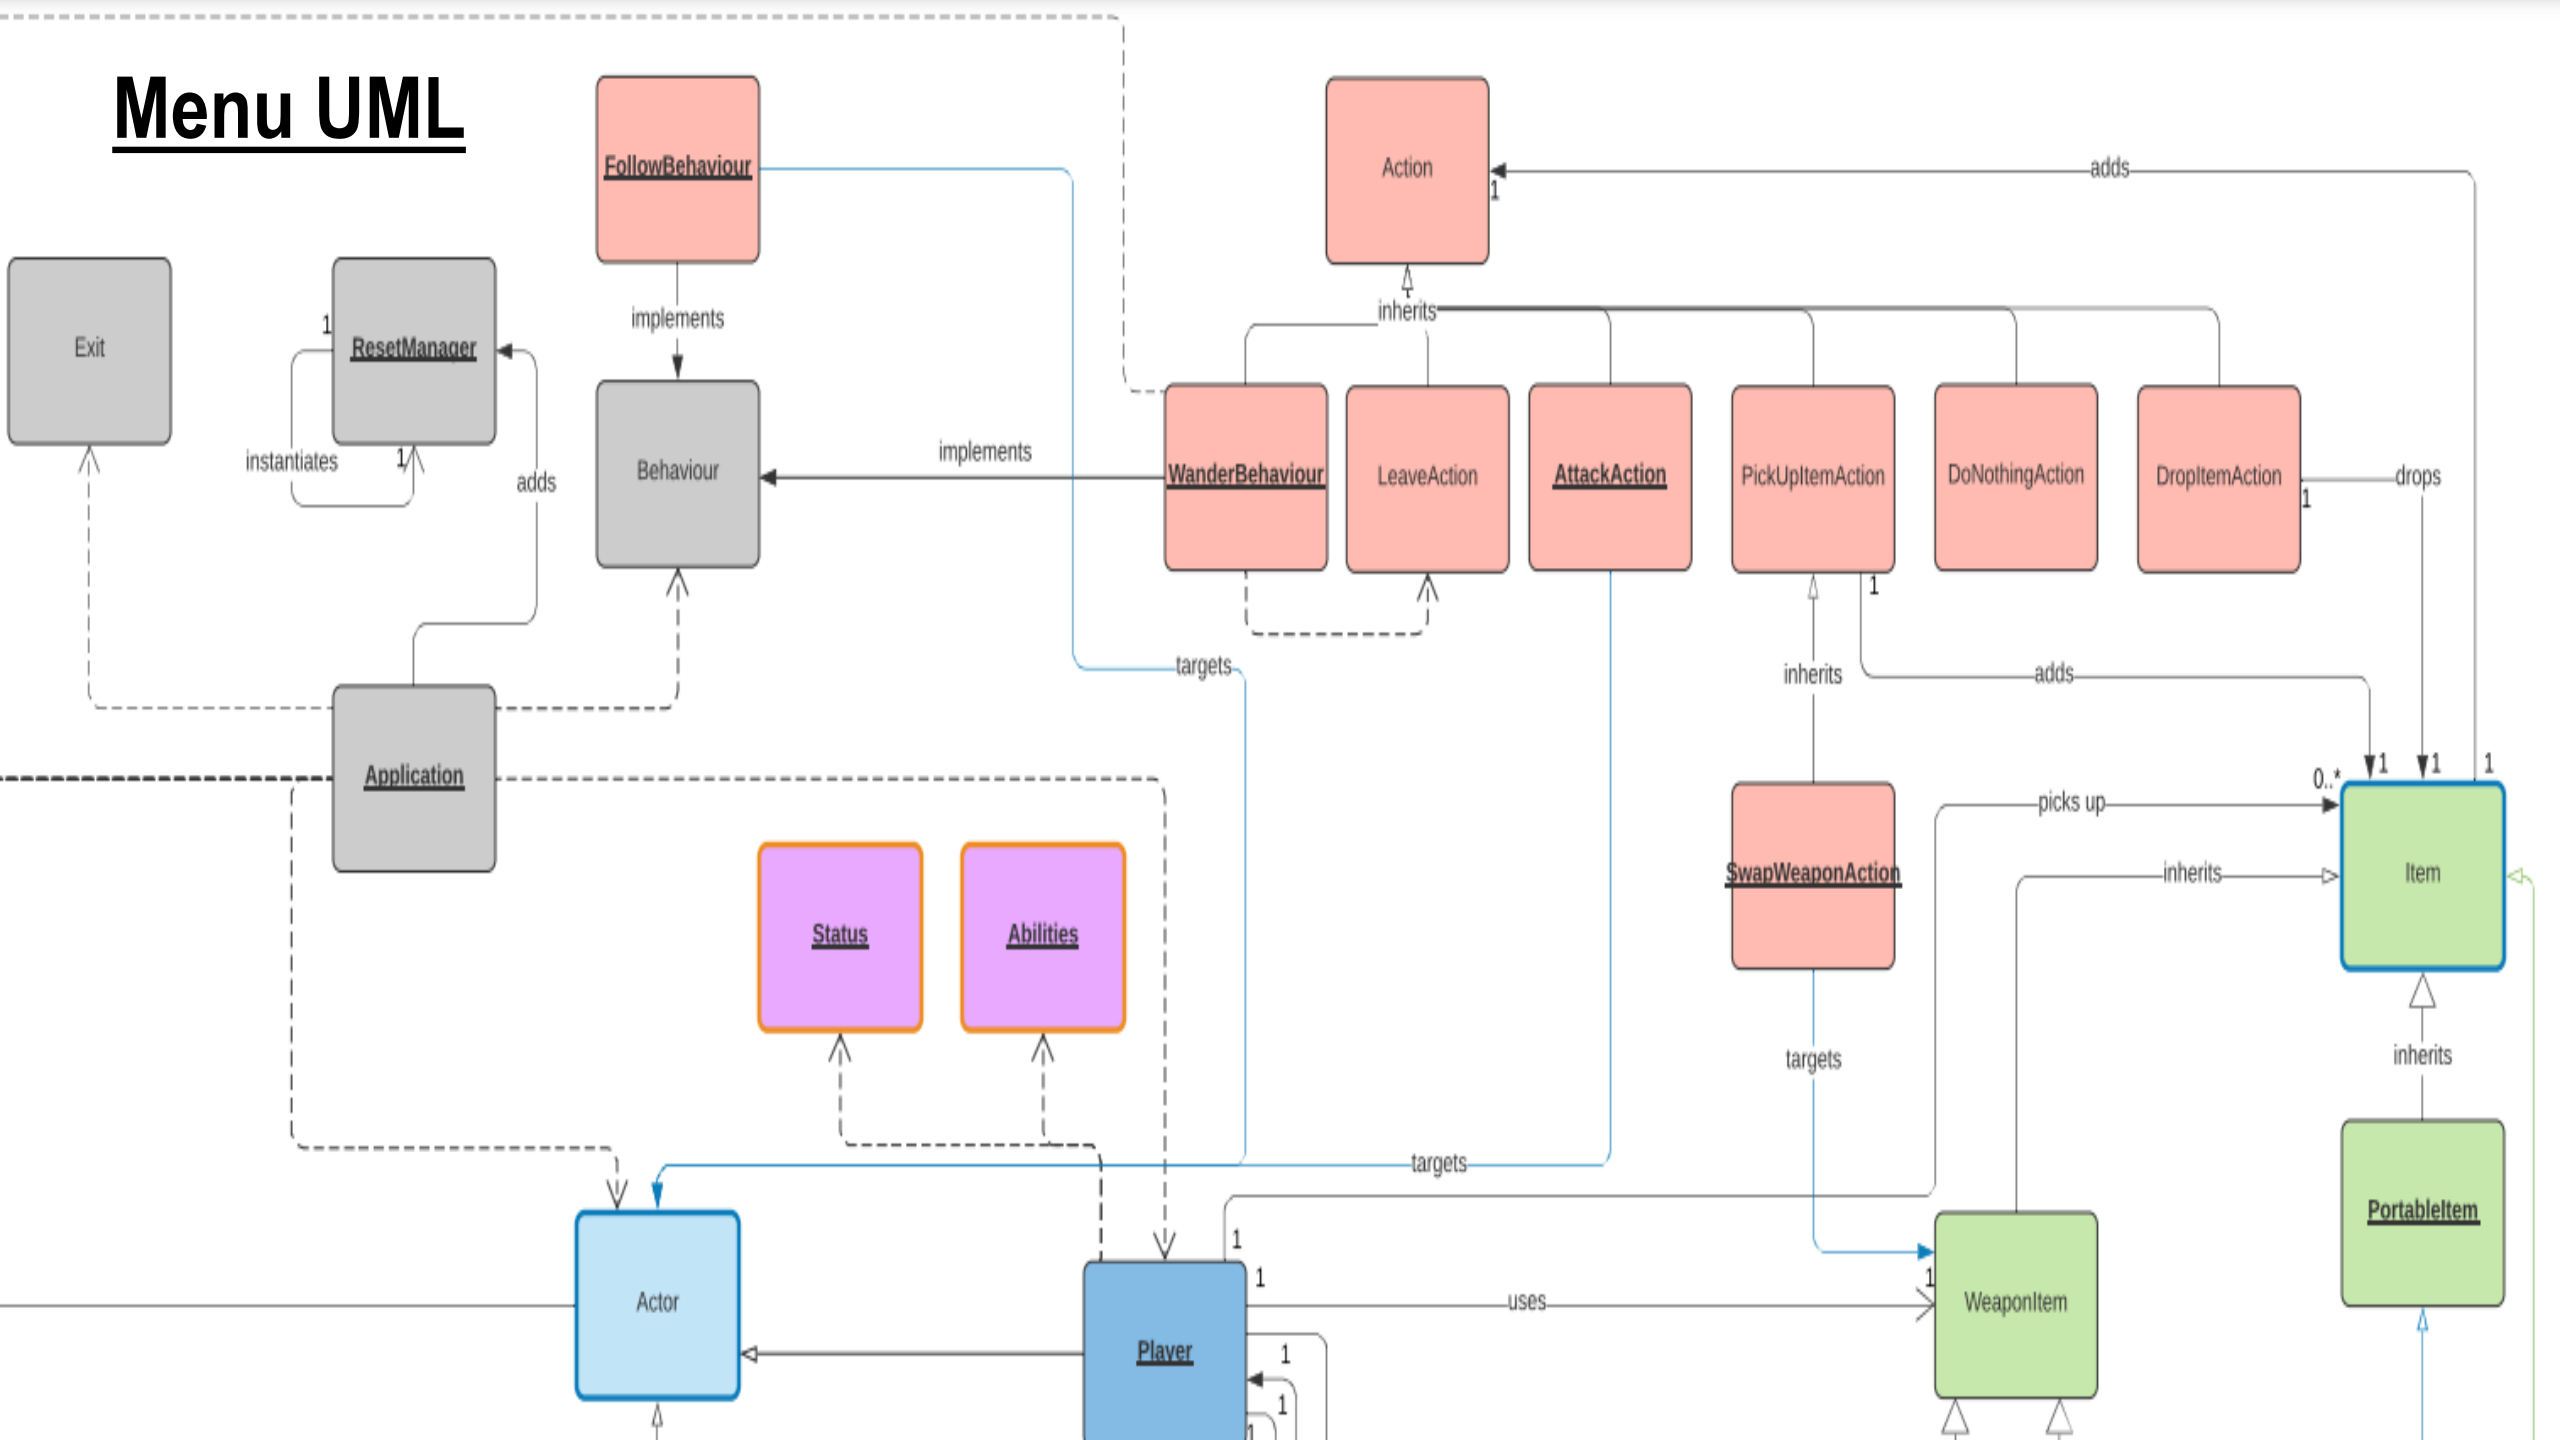 Menu UML
FollowBehaviour
Action
adds
1
implements
inherits
Exit
1
ResetManager
instantiates
1
adds
Behaviour
implements
WanderBehaviour
LeaveAction
AttackAction
PickUpItemAction
DoNothingAction
DropItemAction
drops
1
1
targets
inherits
adds
Application
1
1
1
0..*
picks up
Status
Abilities
SwapWeaponAction
inherits
Item
targets
inherits
targets
PortableItem
1
1
1
Actor
uses
WeaponItem
Player
1
1
1